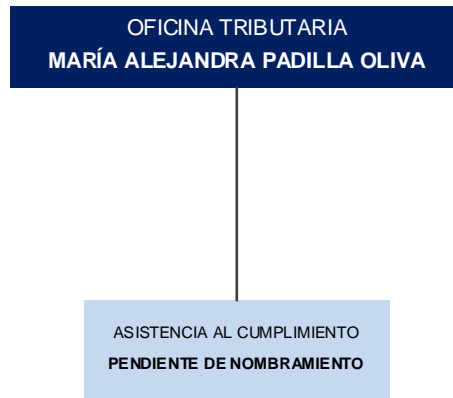 OFICINA TRIBUTARIA
MARÍA ALEJANDRA PADILLA OLIVA
ASISTENCIA AL CUMPLIMIENTO
PENDIENTE DE NOMBRAMIENTO